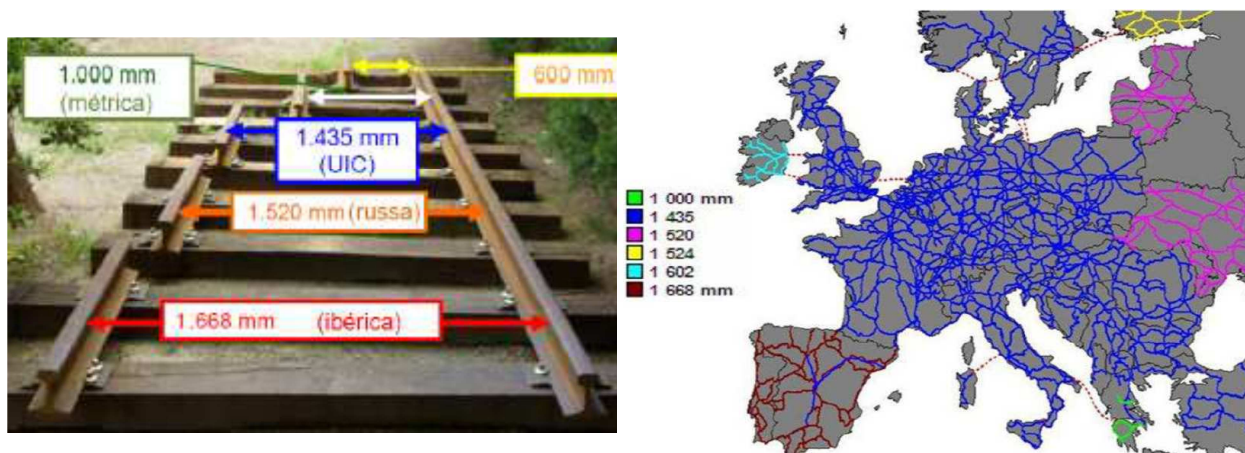 1.000 mm
(métrica)
600 mm
1.435 mm
(UIC)
1.520 mm (russa)
1.668 mm (ibérica)
1 000 mm
1 435
1 520
1 524
1 602
1 668 mm